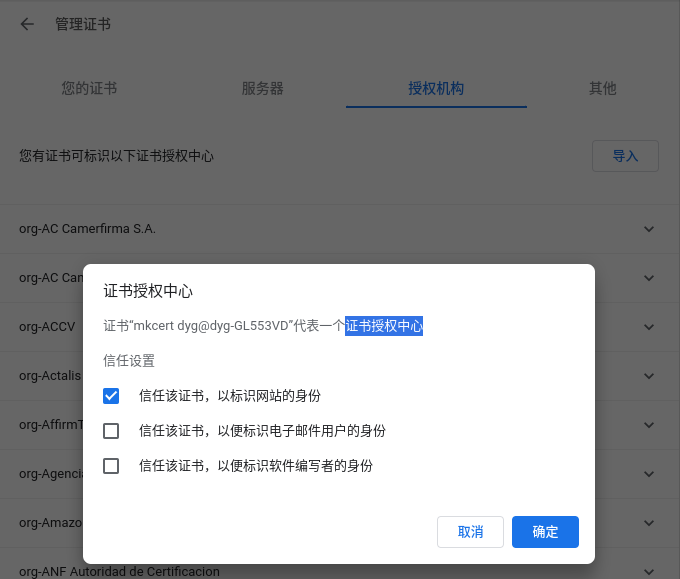 管理证书
您的证书 服务器 授权机构 其他
您有证书可标识以下证书授权中心 导入
org-AC Camerfirma S.A.
org-AC Can
org-ACCV
org-Actalis
org-AffirmT
org-Agencia
org-Amazo
org-ANF Autoridad de Certificacion
证书授权中心
证书“mkcert dyg@dyg-GL553VD”代表一个证书授权中心
信任设置
信任该证书，以标识网站的身份
信任该证书，以便标识电子邮件用户的身份
信任该证书，以便标识软件编写者的身份
取消 确定